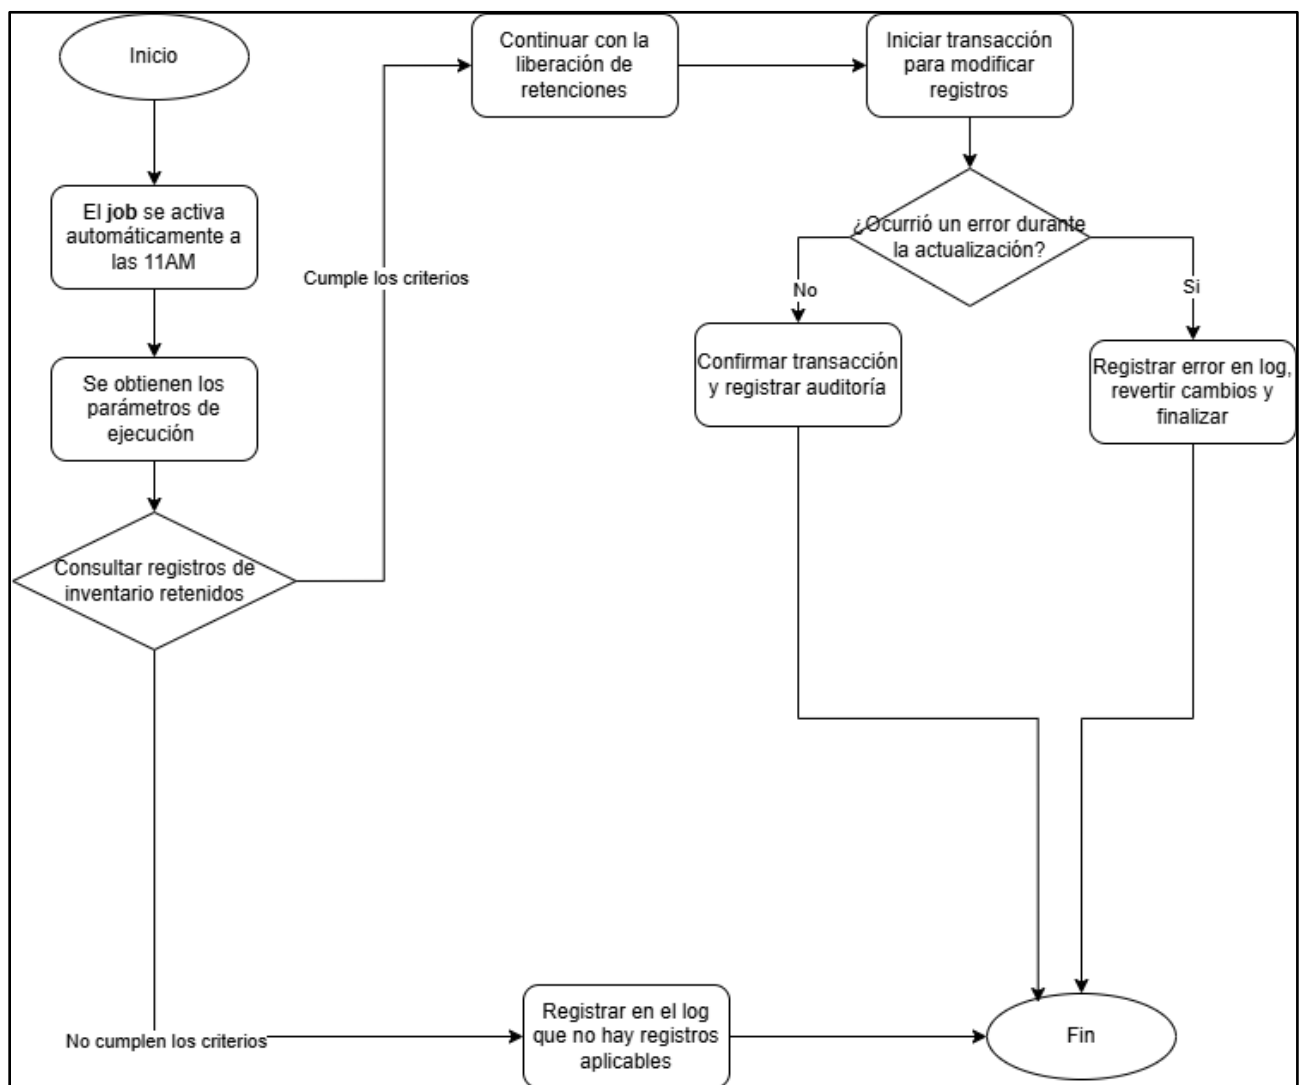 Inicio
El job se activa
automáticamente a
las 11AM
Se obtienen los
parámetros de
ejecución
Consultar registros de
inventario retenidos
Cumple los criterios
Continuar con la
liberación de
retenciones
Iniciar transacción
para modificar
registros
¿Ocurrió un error durante
la actualización?
No
Si
Confirmar transacción
y registrar auditoría
Registrar error en log,
revertir cambios y
finalizar
No cumplen los criterios
Registrar en el log
que no hay registros
aplicables
Fin